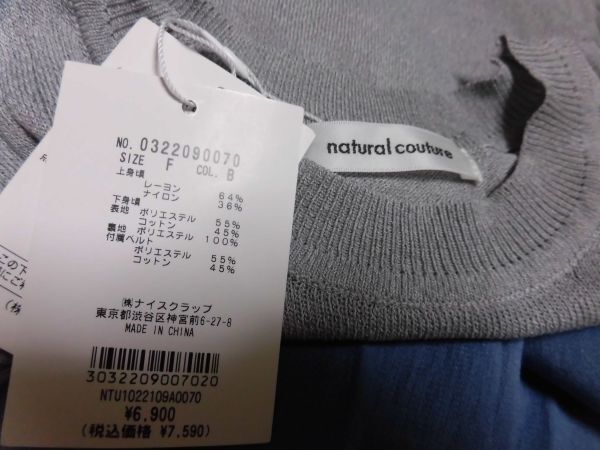 NO. 0322090070
SIZE F COL. B
上身頃
レーヨン 64%
ナイロン 36%
下身頃
表地 ポリエステル 55%
コットン 45%
裏地 ポリエステル 100%
付属ベルト
ポリエステル 55%
コットン 45%
㈱ナイスクラップ
東京都渋谷区神宮前6-27-8
MADE IN CHINA
3032209007020
NTU1022109A0070
¥6,900
(税込価格 ¥7,590)
natural couture
この下